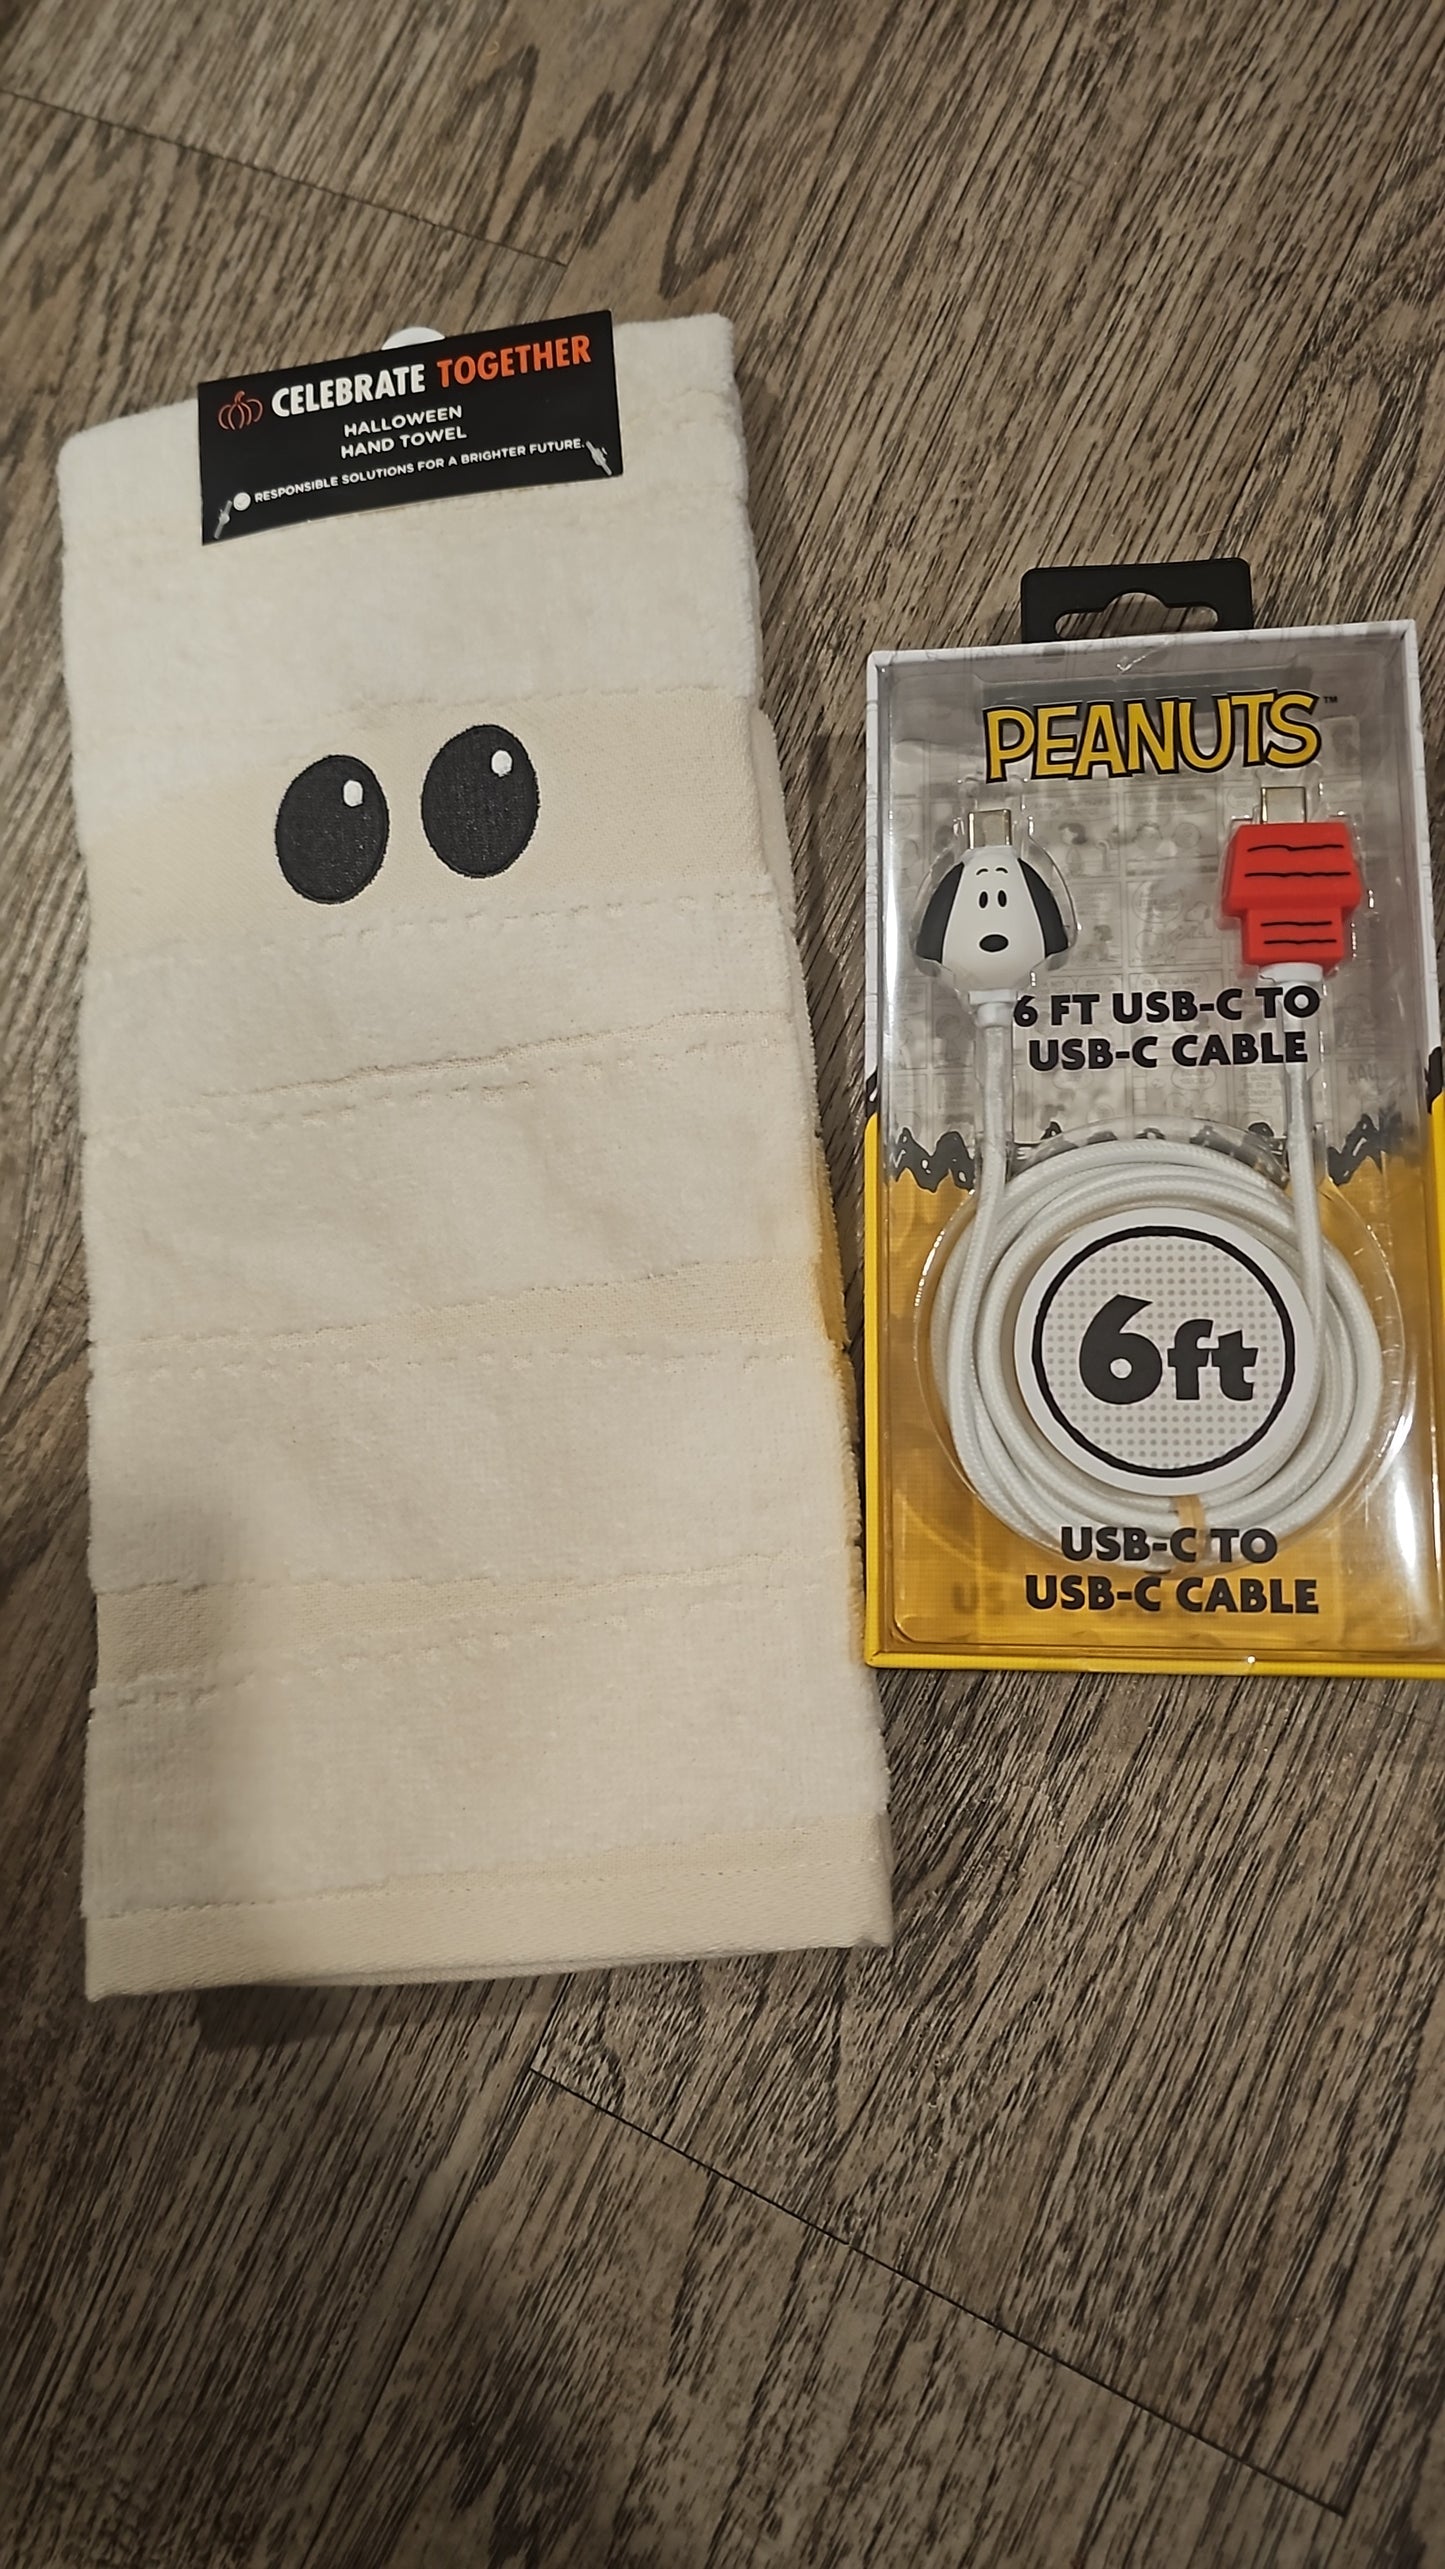 CELEBRATE TOGETHER
HALLOWEEN
HAND TOWEL
RESPONSIBLE SOLUTIONS FOR A BRIGHTER FUTURE.
PEANUTS™
6 FT USB-C TO
USB-C CABLE
6ft
USB-C TO
USB-C CABLE